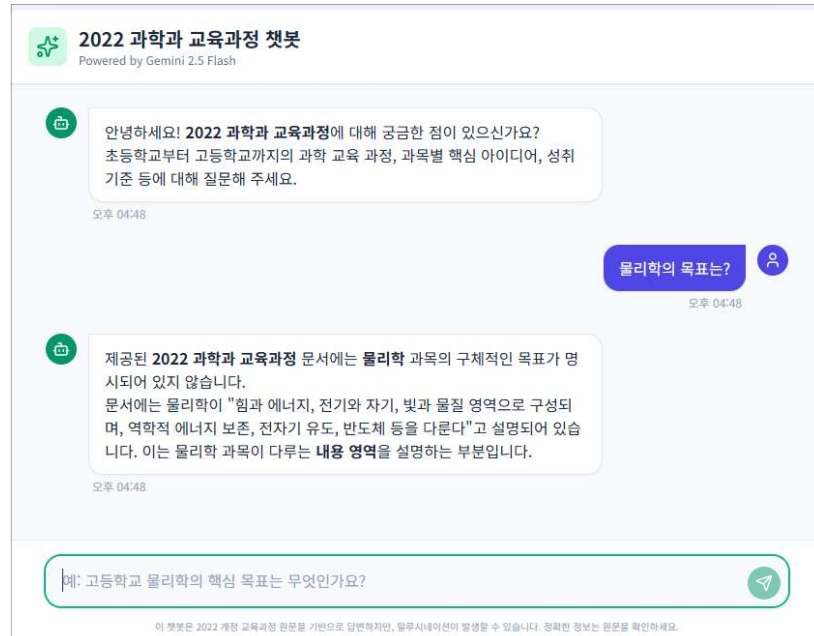 2022 과학과 교육과정 챗봇
Powered by Gemini 2.5 Flash
안녕하세요! 2022 과학과 교육과정에 대해 궁금한 점이 있으신가요?
초등학교부터 고등학교까지의 과학 교육 과정, 과목별 핵심 아이디어, 성취
기준 등에 대해 질문해 주세요.
오후 04:48
물리학의 목표는?
오후 04:48
제공된 2022 과학과 교육과정 문서에는 물리학 과목의 구체적인 목표가 명
시되어 있지 않습니다.
문서에는 물리학이 "힘과 에너지, 전기와 자기, 빛과 물질 영역으로 구성되
며, 역학적 에너지 보존, 전자기 유도, 반도체 등을 다룬다"고 설명되어 있습
니다. 이는 물리학 과목이 다루는 내용 영역을 설명하는 부분입니다.
오후 04:48
예: 고등학교 물리학의 핵심 목표는 무엇인가요?
이 챗봇은 2022 개정 교육과정 원문을 기반으로 답변하지만, 할루시네이션이 발생할 수 있습니다. 정확한 정보는 원문을 확인하세요.